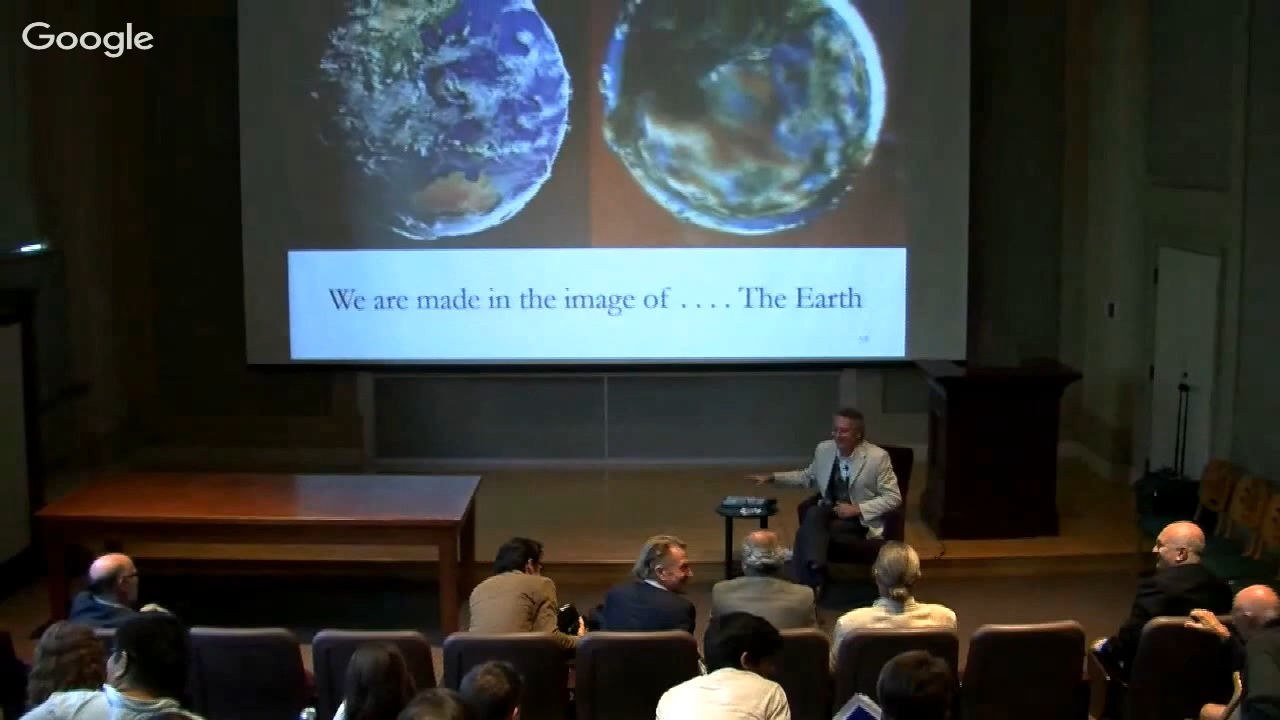 Google
We are made in the image of . . . . The Earth